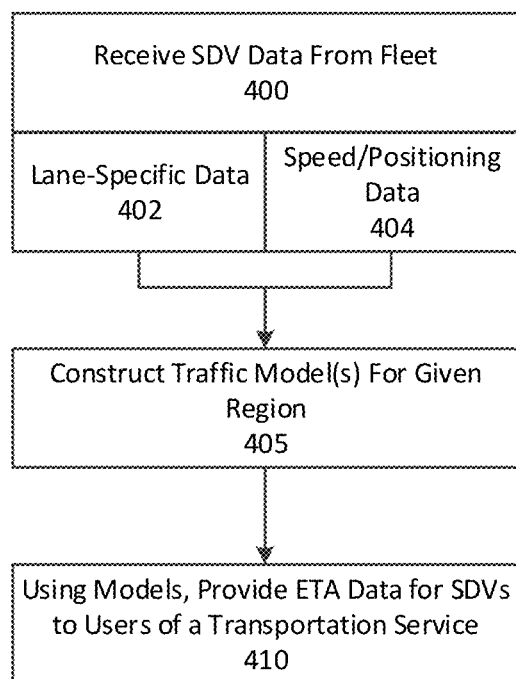 Receive SDV Data From Fleet
400
Lane-Specific Data
402
Speed/Positioning
Data
404
Construct Traffic Model(s) For Given
Region
405
Using Models, Provide ETA Data for SDVs
to Users of a Transportation Service
410